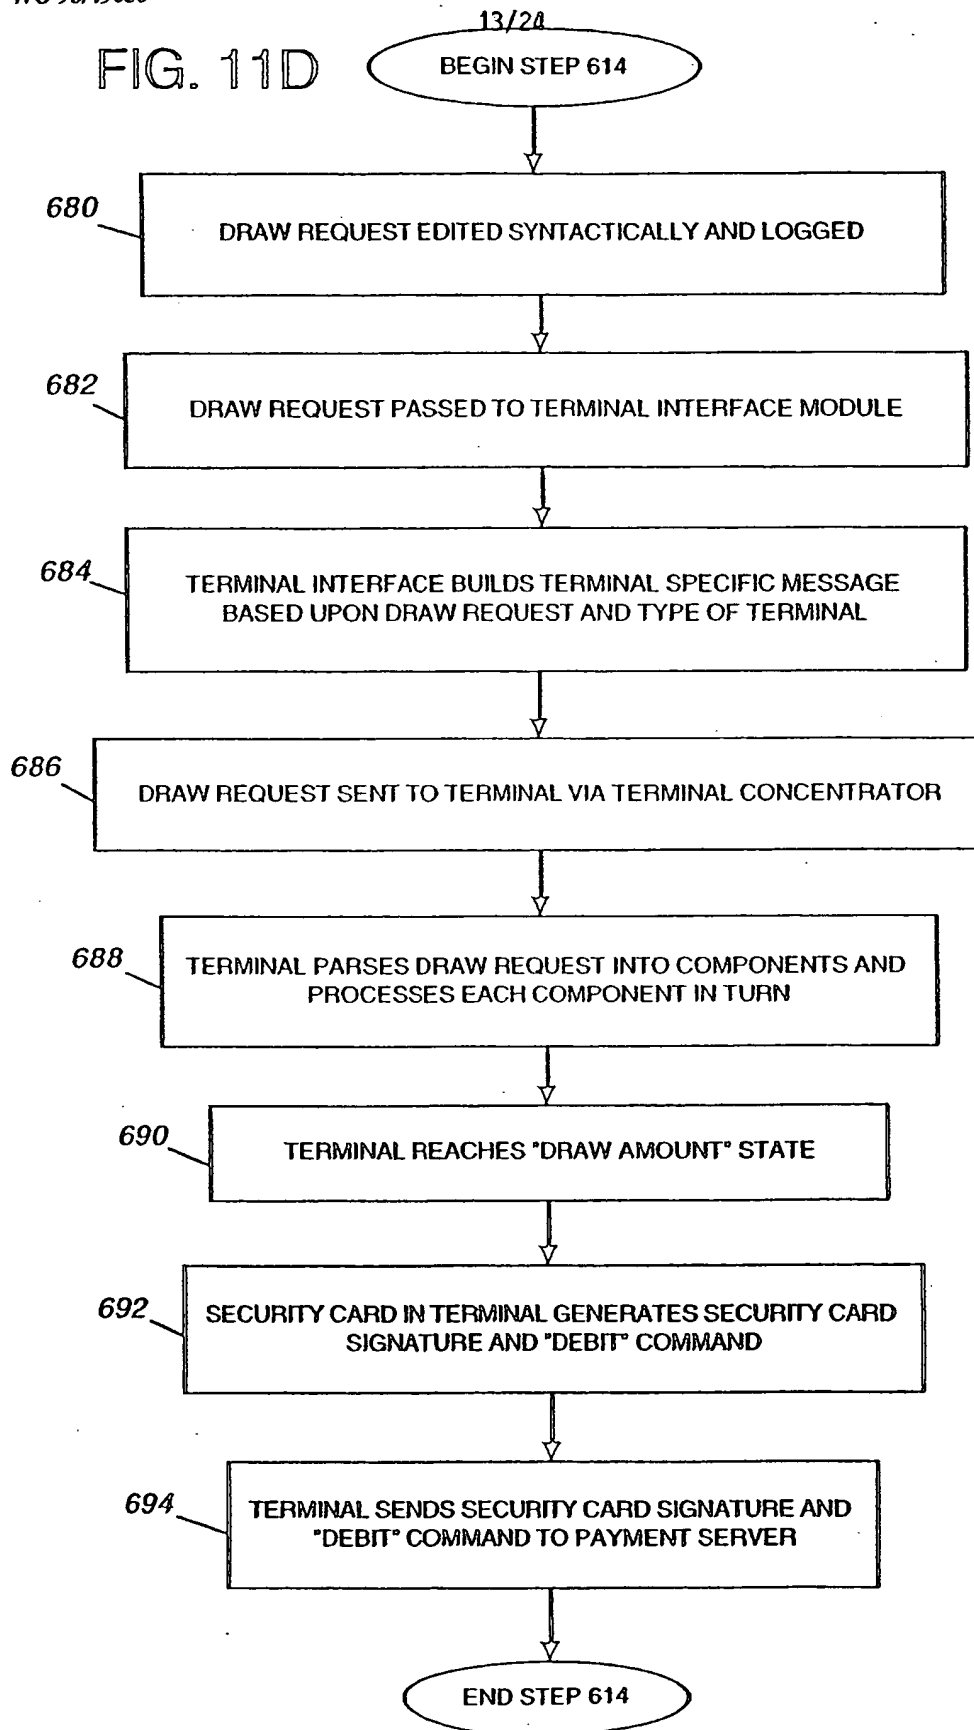 13/24
FIG. 11D
BEGIN STEP 614
680
DRAW REQUEST EDITED SYNTACTICALLY AND LOGGED
682
DRAW REQUEST PASSED TO TERMINAL INTERFACE MODULE
684
TERMINAL INTERFACE BUILDS TERMINAL SPECIFIC MESSAGE
BASED UPON DRAW REQUEST AND TYPE OF TERMINAL
686
DRAW REQUEST SENT TO TERMINAL VIA TERMINAL CONCENTRATOR
688
TERMINAL PARSES DRAW REQUEST INTO COMPONENTS AND
PROCESSES EACH COMPONENT IN TURN
690
TERMINAL REACHES "DRAW AMOUNT" STATE
692
SECURITY CARD IN TERMINAL GENERATES SECURITY CARD
SIGNATURE AND "DEBIT" COMMAND
694
TERMINAL SENDS SECURITY CARD SIGNATURE AND
"DEBIT" COMMAND TO PAYMENT SERVER
END STEP 614